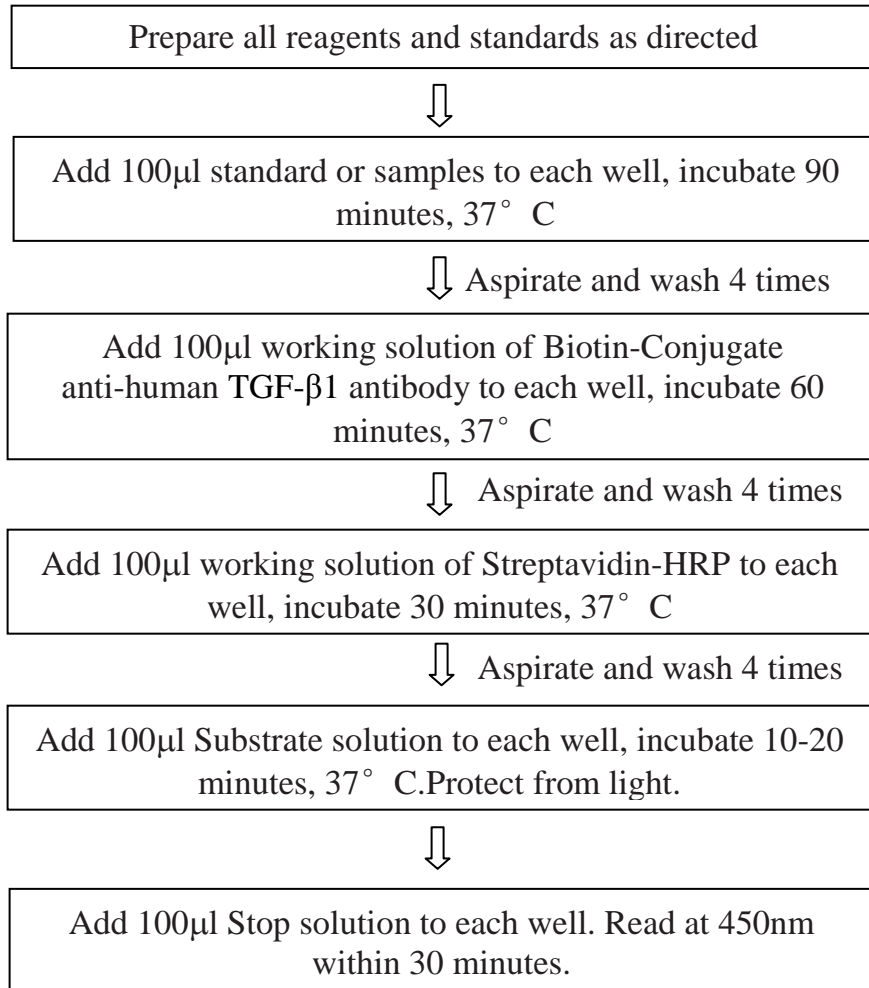 Prepare all reagents and standards as directed
Add 100μl standard or samples to each well, incubate 90
minutes, 37° C
Aspirate and wash 4 times
Add 100μl working solution of Biotin-Conjugate
anti-human TGF-β1 antibody to each well, incubate 60
minutes, 37° C
Aspirate and wash 4 times
Add 100μl working solution of Streptavidin-HRP to each
well, incubate 30 minutes, 37° C
Aspirate and wash 4 times
Add 100μl Substrate solution to each well, incubate 10-20
minutes, 37° C.Protect from light.
Add 100μl Stop solution to each well. Read at 450nm
within 30 minutes.